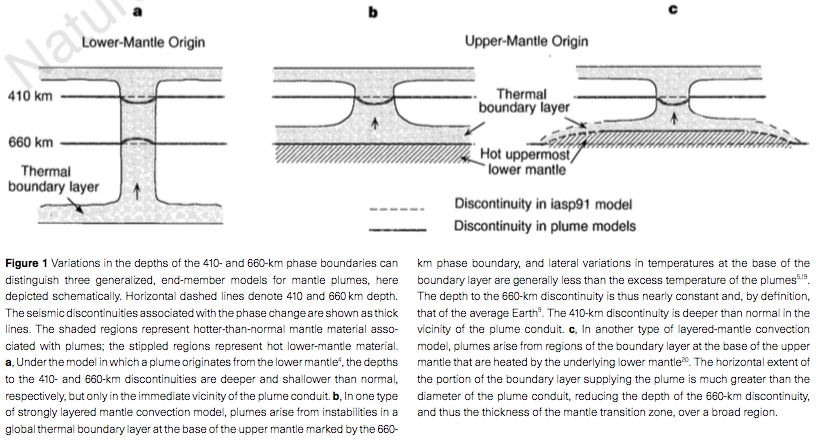 Natur
a
b
c
Lower-Mantle Origin
Upper-Mantle Origin
410 km
660 km
Thermal
boundary layer
Thermal
boundary layer
Hot uppermost
lower mantle
Discontinuity in iasp91 model
Discontinuity in plume models
Figure 1 Variations in the depths of the 410- and 660-km phase boundaries can
distinguish three generalized, end-member models for mantle plumes, here
depicted schematically. Horizontal dashed lines denote 410 and 660 km depth.
The seismic discontinuities associated with the phase change are shown as thick
lines. The shaded regions represent hotter-than-normal mantle material asso-
ciated with plumes; the stippled regions represent hot lower-mantle material.
a, Under the model in which a plume originates from the lower mantle⁴, the depths
to the 410- and 660-km discontinuities are deeper and shallower than normal,
respectively, but only in the immediate vicinity of the plume conduit. b, In one type
of strongly layered mantle convection model, plumes arise from instabilities in a
global thermal boundary layer at the base of the upper mantle marked by the 660-
km phase boundary, and lateral variations in temperatures at the base of the
boundary layer are generally less than the excess temperature of the plumes⁶,¹⁹.
The depth to the 660-km discontinuity is thus nearly constant and, by definition,
that of the average Earth⁹. The 410-km discontinuity is deeper than normal in the
vicinity of the plume conduit. c, In another type of layered-mantle convection
model, plumes arise from regions of the boundary layer at the base of the upper
mantle that are heated by the underlying lower mantle²⁰. The horizontal extent of
the portion of the boundary layer supplying the plume is much greater than the
diameter of the plume conduit, reducing the depth of the 660-km discontinuity,
and thus the thickness of the mantle transition zone, over a broad region.